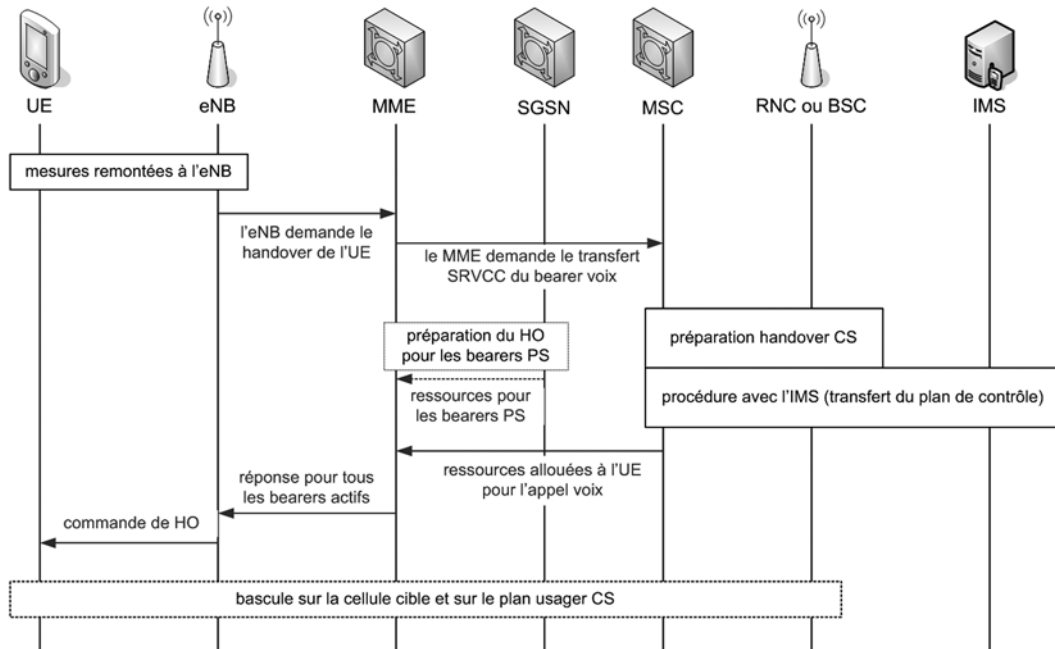 UE
eNB
MME
SGSN
MSC
RNC ou BSC
IMS
mesures remontées à l'eNB
l'eNB demande le
handover de l'UE
le MME demande le transfert
SRVCC du bearer voix
préparation du HO
pour les bearers PS
préparation handover CS
ressources pour
les bearers PS
procédure avec l'IMS (transfert du plan de contrôle)
ressources allouées à l'UE
pour l'appel voix
réponse pour tous
les bearers actifs
commande de HO
bascule sur la cellule cible et sur le plan usager CS